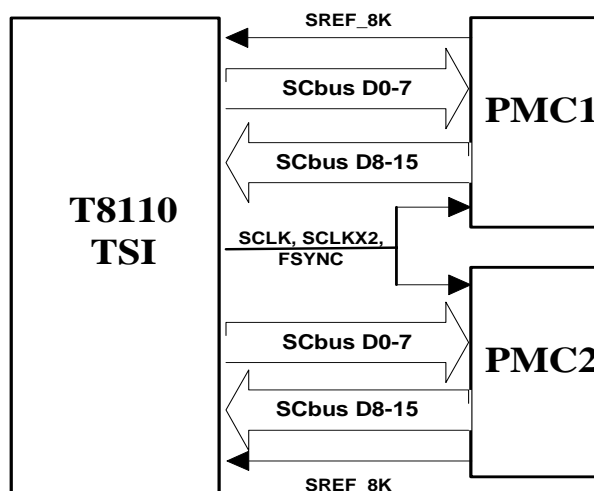 SREF_8K
SCbus D0-7
PMC1
SCbus D8-15
T8110
TSI
SCLK, SCLKX2,
FSYNC
SCbus D0-7
PMC2
SCbus D8-15
SREF_8K